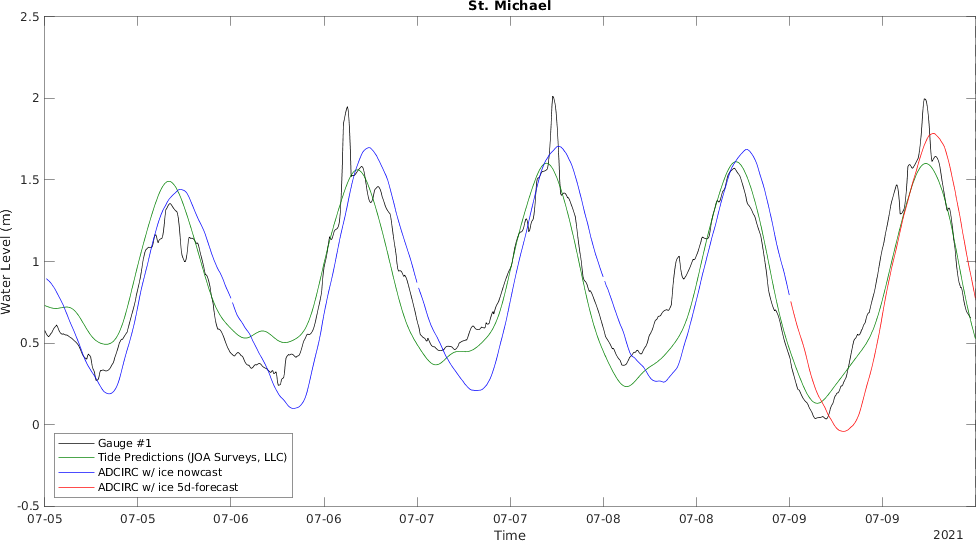 St. Michael
2.5
2
1.5
1
0.5
0
-0.5
Water Level (m)
Gauge #1
Tide Predictions (JOA Surveys, LLC)
ADCIRC w/ ice nowcast
ADCIRC w/ ice 5d-forecast
07-05 07-05 07-06 07-06 07-07 07-07 07-08 07-08 07-09 07-09
Time
2021